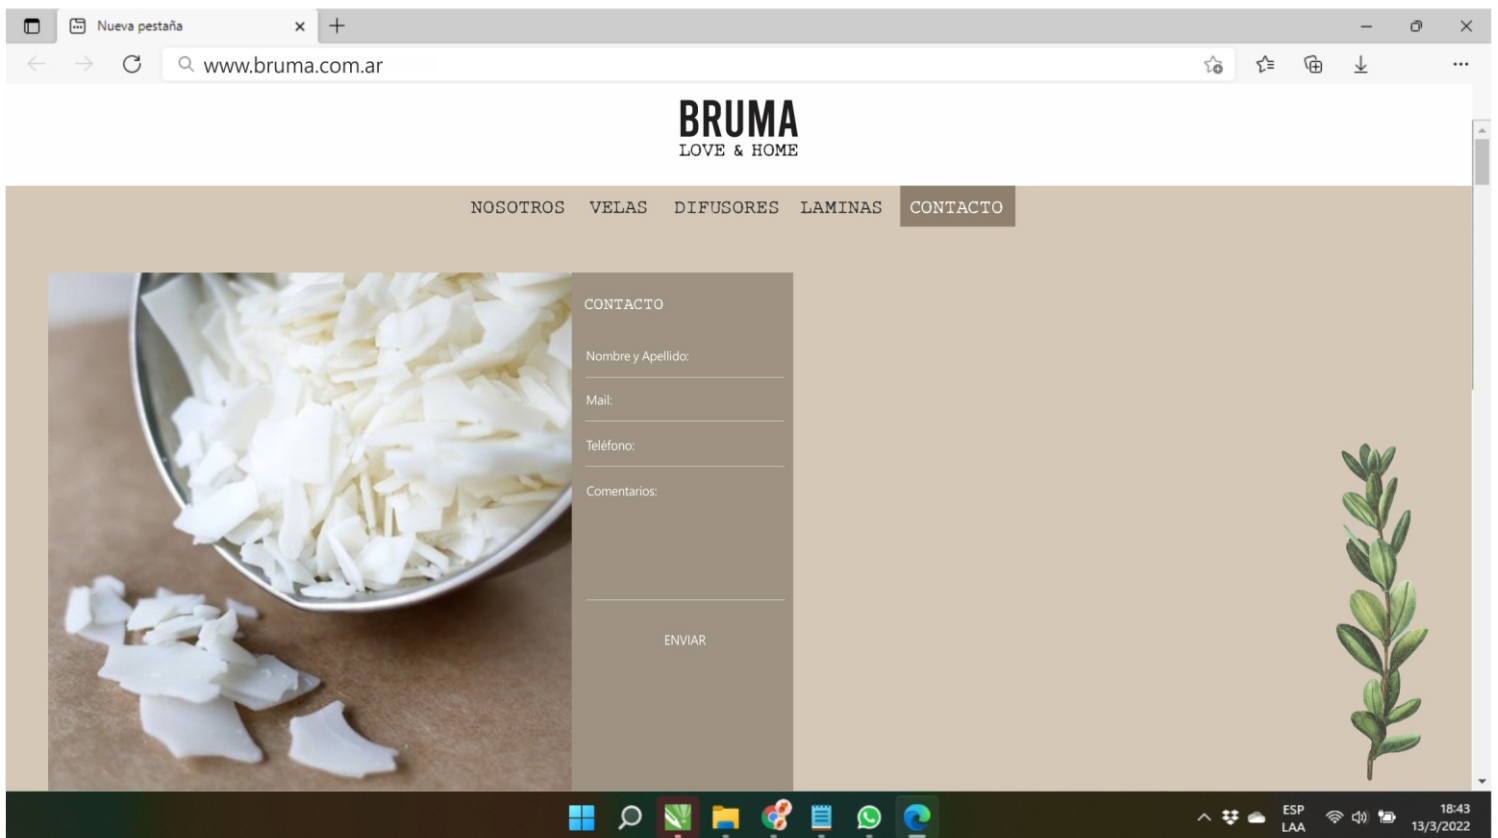 Nueva pestaña
www.bruma.com.ar
BRUMA
LOVE & HOME
NOSOTROS VELAS DIFUSORES LAMINAS CONTACTO
CONTACTO
Nombre y Apellido:
Mail:
Teléfono:
Comentarios:
ENVIAR
ESP
LAA
18:43
13/3/2022